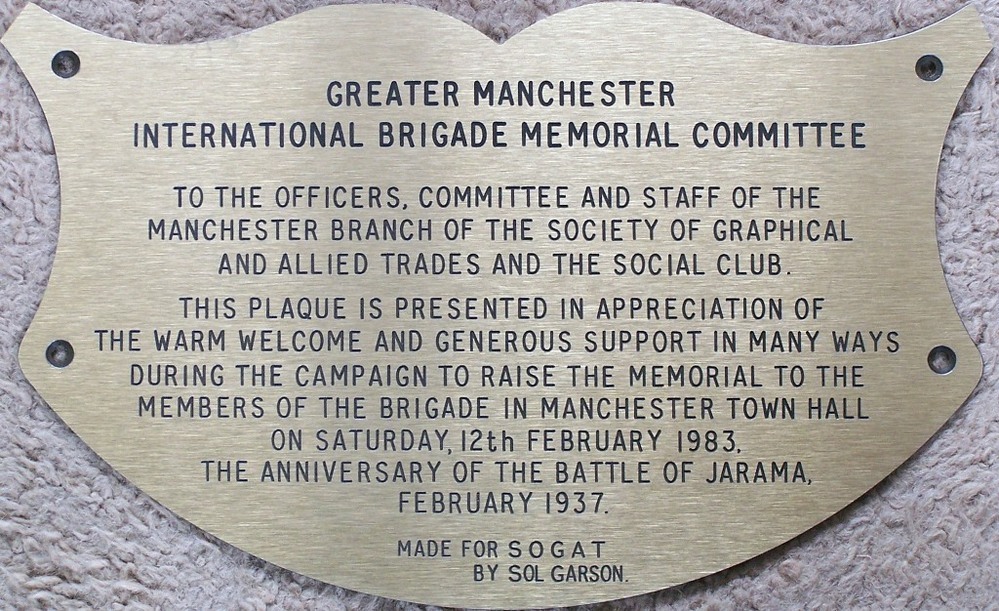 GREATER MANCHESTER
INTERNATIONAL BRIGADE MEMORIAL COMMITTEE
TO THE OFFICERS, COMMITTEE AND STAFF OF THE
MANCHESTER BRANCH OF THE SOCIETY OF GRAPHICAL
AND ALLIED TRADES AND THE SOCIAL CLUB.
THIS PLAQUE IS PRESENTED IN APPRECIATION OF
THE WARM WELCOME AND GENEROUS SUPPORT IN MANY WAYS
DURING THE CAMPAIGN TO RAISE THE MEMORIAL TO THE
MEMBERS OF THE BRIGADE IN MANCHESTER TOWN HALL
ON SATURDAY, 12th FEBRUARY 1983,
THE ANNIVERSARY OF THE BATTLE OF JARAMA,
FEBRUARY 1937.
MADE FOR SOGAT
BY SOL GARSON.